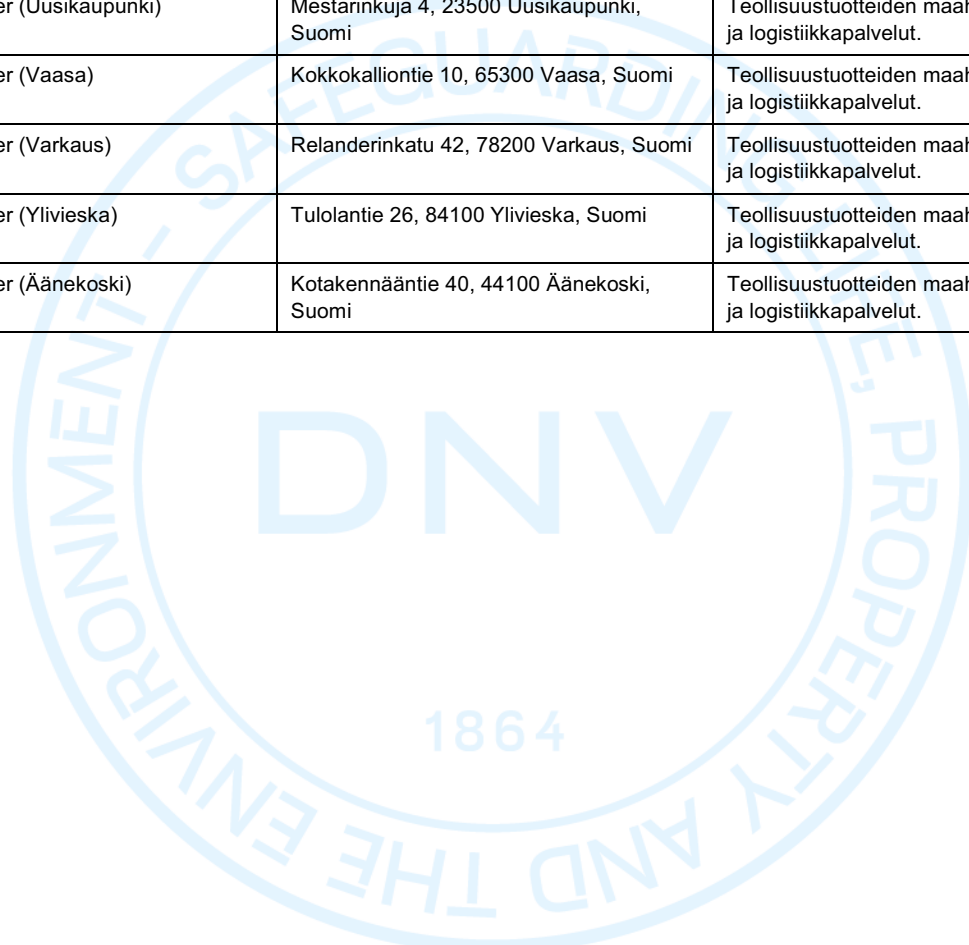 er (Uusikaupunki)
Mestarinkuja 4, 23500 Uusikaupunki,
Suomi
Teollisuustuotteiden maah
ja logistiikkapalvelut.
er (Vaasa)
Kokkokalliontie 10, 65300 Vaasa, Suomi
Teollisuustuotteiden maah
ja logistiikkapalvelut.
er (Varkaus)
Relanderinkatu 42, 78200 Varkaus, Suomi
Teollisuustuotteiden maah
ja logistiikkapalvelut.
er (Ylivieska)
Tulolantie 26, 84100 Ylivieska, Suomi
Teollisuustuotteiden maah
ja logistiikkapalvelut.
er (Äänekoski)
Kotakennääntie 40, 44100 Äänekoski,
Suomi
Teollisuustuotteiden maah
ja logistiikkapalvelut.
SAFEGUARDING LIFE, PROPERTY AND THE ENVIRONMENT -
DNV
1864